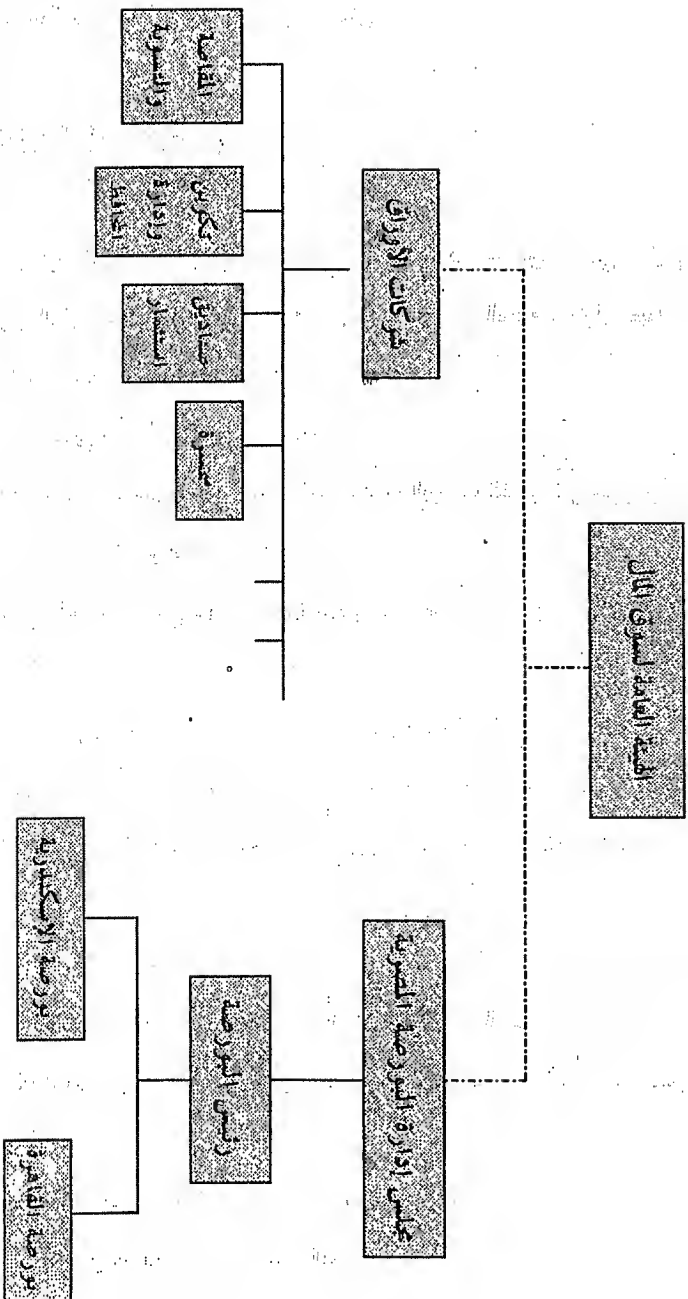 الهيئة العامة لسوق المال
مجلس إدارة البورصة المصرية
شركات الأوراق
رئيس البورصة
بورصة القاهرة
بورصة الاسكندرية
سمسرة
صناديق
استثمار
تكوين
وإدارة
المحافظ
المقاصة
والتسوية